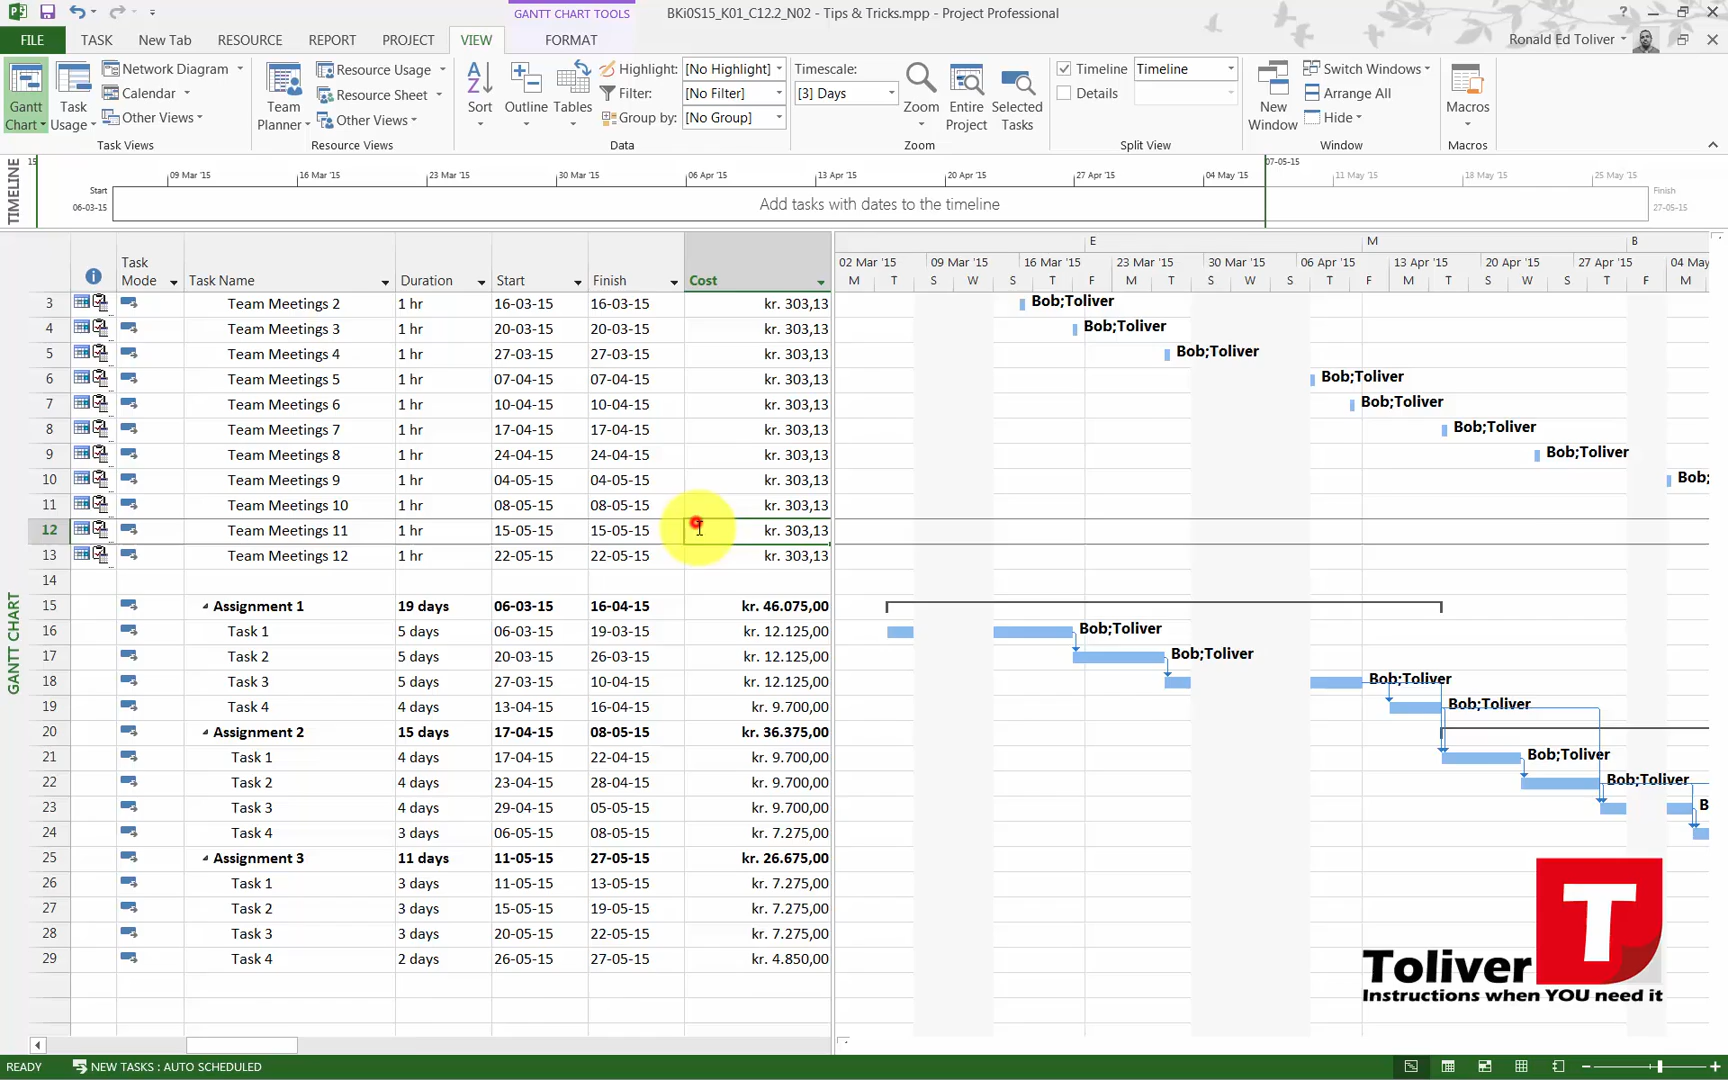 GANTT CHART TOOLS
BKi0S15_K01_C12.2_N02 - Tips & Tricks.mpp - Project Professional
FILE TASK New Tab RESOURCE REPORT PROJECT VIEW FORMAT
Ronald Ed Toliver
Gantt Chart
Task Usage
Network Diagram
Calendar
Other Views
Task Views
Team Planner
Resource Usage
Resource Sheet
Other Views
Resource Views
Sort
Outline
Tables
Highlight: [No Highlight]
Filter: [No Filter]
Group by: [No Group]
Data
Timescale:
[3] Days
Zoom
Entire Project
Selected Tasks
Zoom
Timeline Timeline
Details
Split View
New Window
Switch Windows
Arrange All
Hide
Window
Macros
Macros
TIMELINE
15
07-05-15
09 Mar '15 16 Mar '15 23 Mar '15 30 Mar '15 06 Apr '15 13 Apr '15 20 Apr '15 27 Apr '15 04 May '15 11 May '15 18 May '15 25 May '15
Start
06-03-15
Add tasks with dates to the timeline
Finish
27-05-15
GANTT CHART
Task Mode Task Name Duration Start Finish Cost
E M B
02 Mar '15 09 Mar '15 16 Mar '15 23 Mar '15 30 Mar '15 06 Apr '15 13 Apr '15 20 Apr '15 27 Apr '15 04 May
M T S W S F M T S W S F M T S W S F M
3 Team Meetings 2 1 hr 16-03-15 16-03-15 kr. 303,13 Bob;Toliver
4 Team Meetings 3 1 hr 20-03-15 20-03-15 kr. 303,13 Bob;Toliver
5 Team Meetings 4 1 hr 27-03-15 27-03-15 kr. 303,13 Bob;Toliver
6 Team Meetings 5 1 hr 07-04-15 07-04-15 kr. 303,13 Bob;Toliver
7 Team Meetings 6 1 hr 10-04-15 10-04-15 kr. 303,13 Bob;Toliver
8 Team Meetings 7 1 hr 17-04-15 17-04-15 kr. 303,13 Bob;Toliver
9 Team Meetings 8 1 hr 24-04-15 24-04-15 kr. 303,13 Bob;Toliver
10 Team Meetings 9 1 hr 04-05-15 04-05-15 kr. 303,13 Bob;
11 Team Meetings 10 1 hr 08-05-15 08-05-15 kr. 303,13
12 Team Meetings 11 1 hr 15-05-15 15-05-15 kr. 303,13
13 Team Meetings 12 1 hr 22-05-15 22-05-15 kr. 303,13
14
15 Assignment 1 19 days 06-03-15 16-04-15 kr. 46.075,00
16 Task 1 5 days 06-03-15 19-03-15 kr. 12.125,00 Bob;Toliver
17 Task 2 5 days 20-03-15 26-03-15 kr. 12.125,00 Bob;Toliver
18 Task 3 5 days 27-03-15 10-04-15 kr. 12.125,00 Bob;Toliver
19 Task 4 4 days 13-04-15 16-04-15 kr. 9.700,00 Bob;Toliver
20 Assignment 2 15 days 17-04-15 08-05-15 kr. 36.375,00
21 Task 1 4 days 17-04-15 22-04-15 kr. 9.700,00 Bob;Toliver
22 Task 2 4 days 23-04-15 28-04-15 kr. 9.700,00 Bob;Toliver
23 Task 3 4 days 29-04-15 05-05-15 kr. 9.700,00 B
24 Task 4 3 days 06-05-15 08-05-15 kr. 7.275,00
25 Assignment 3 11 days 11-05-15 27-05-15 kr. 26.675,00
26 Task 1 3 days 11-05-15 13-05-15 kr. 7.275,00
27 Task 2 3 days 15-05-15 19-05-15 kr. 7.275,00
28 Task 3 3 days 20-05-15 22-05-15 kr. 7.275,00
29 Task 4 2 days 26-05-15 27-05-15 kr. 4.850,00
T
Toliver
Instructions when YOU need it
READY NEW TASKS : AUTO SCHEDULED